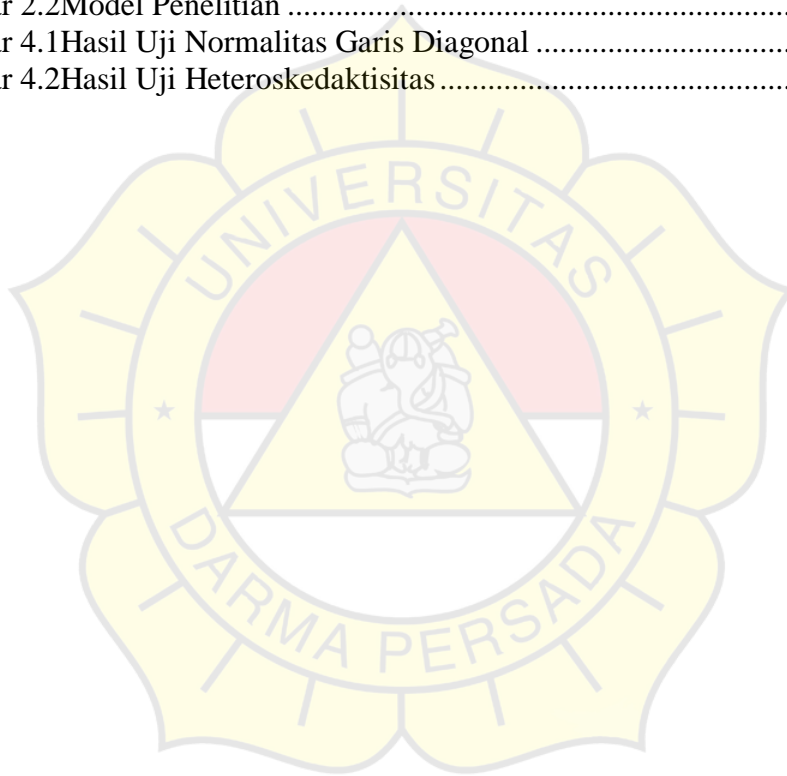 r 2.2Model Penelitian ..............................................................
r 4.1Hasil Uji Normalitas Garis Diagonal ................................
r 4.2Hasil Uji Heteroskedaktisitas ............................................
UNIVERSITAS
DARMA PERSADA